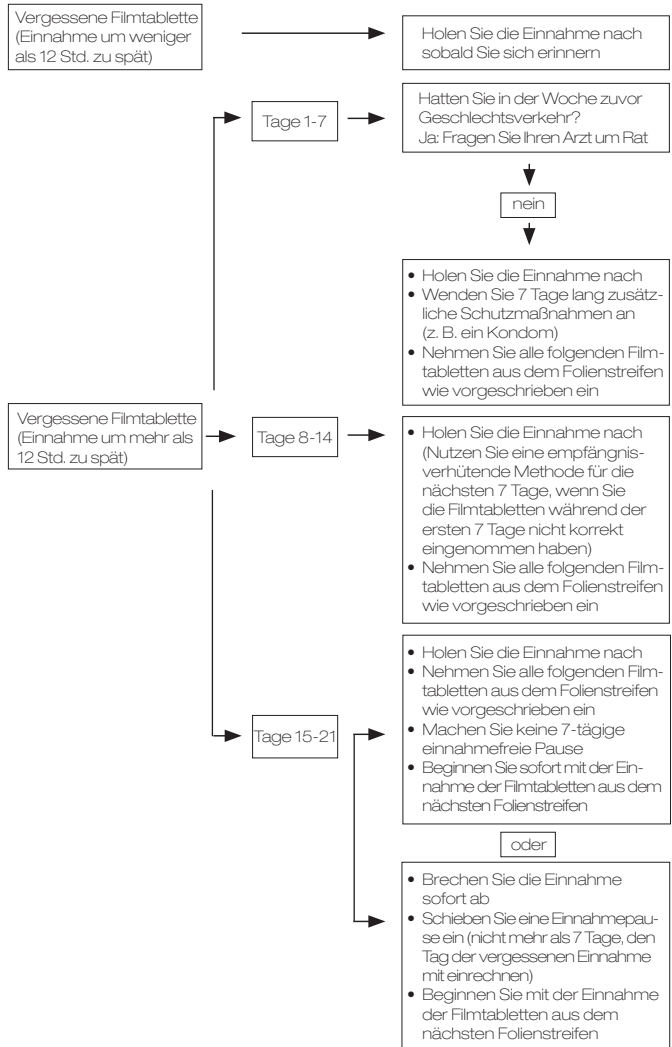 Vergessene Filmtablette
(Einnahme um weniger
als 12 Std. zu spät)
Holen Sie die Einnahme nach
sobald Sie sich erinnern
Tage 1-7
Hatten Sie in der Woche zuvor
Geschlechtsverkehr?
Ja: Fragen Sie Ihren Arzt um Rat
nein
• Holen Sie die Einnahme nach
• Wenden Sie 7 Tage lang zusätz-
liche Schutzmaßnahmen an
(z. B. ein Kondom)
• Nehmen Sie alle folgenden Film-
tabletten aus dem Folienstreifen
wie vorgeschrieben ein
Vergessene Filmtablette
(Einnahme um mehr als
12 Std. zu spät)
Tage 8-14
• Holen Sie die Einnahme nach
(Nutzen Sie eine empfängnis-
verhütende Methode für die
nächsten 7 Tage, wenn Sie
die Filmtabletten während der
ersten 7 Tage nicht korrekt
eingenommen haben)
• Nehmen Sie alle folgenden Film-
tabletten aus dem Folienstreifen
wie vorgeschrieben ein
Tage 15-21
• Holen Sie die Einnahme nach
• Nehmen Sie alle folgenden Film-
tabletten aus dem Folienstreifen
wie vorgeschrieben ein
• Machen Sie keine 7-tägige
einnahmefreie Pause
• Beginnen Sie sofort mit der Ein-
nahme der Filmtabletten aus dem
nächsten Folienstreifen
oder
• Brechen Sie die Einnahme
sofort ab
• Schieben Sie eine Einnahmepau-
se ein (nicht mehr als 7 Tage, den
Tag der vergessenen Einnahme
mit einrechnen)
• Beginnen Sie mit der Einnahme
der Filmtabletten aus dem
nächsten Folienstreifen